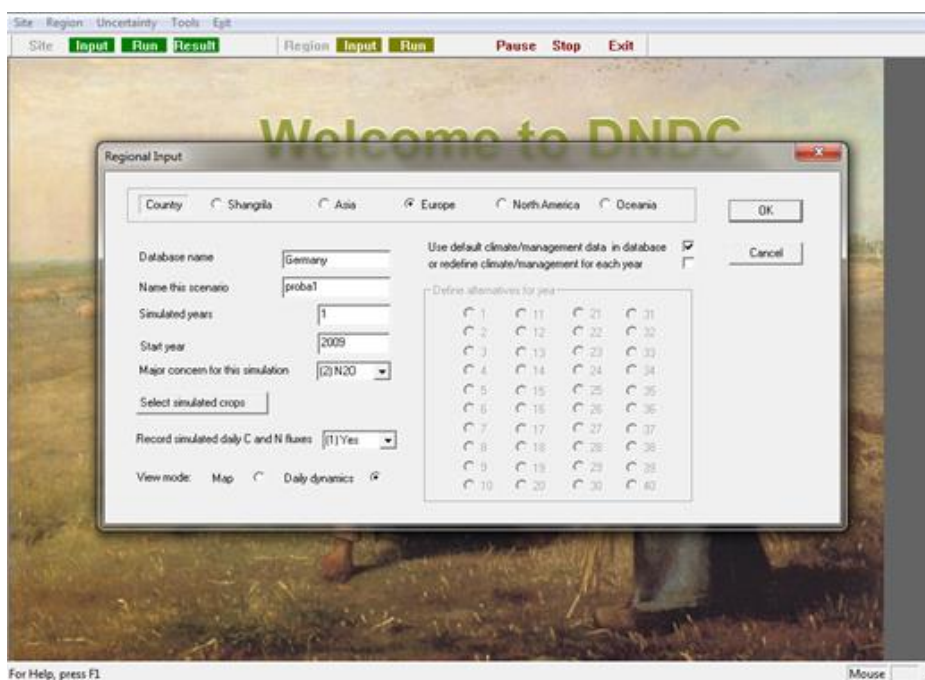 Site Region Uncertainty Tools Exit
Site Input Run Result Region Input Run Pause Stop Exit
Welcome to DNDC
Regional Input
Country Shangrila Asia Europe North America Oceania
OK
Database name Germany
Use default climate/management data in database
or redefine climate/management for each year
Cancel
Name this scenario proba1
Define alternatives for yea
Simulated years 1
Start year 2009
Major concern for this simulation (2) N2O
Select simulated crops
Record simulated daily C and N fluxes (1) Yes
View mode: Map Daily dynamics
1 11 21 31
2 12 22 32
3 13 23 33
4 14 24 34
5 15 25 35
6 16 26 36
7 17 27 37
8 18 28 38
9 19 29 39
10 20 30 40
For Help, press F1 Mouse